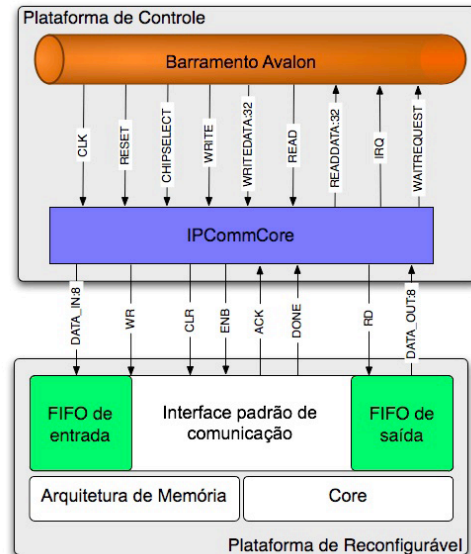 Plataforma de Controle
Barramento Avalon
CLK
RESET
CHIPSELECT
WRITE
WRITEDATA:32
READ
READDATA:32
IRQ
WAITREQUEST
IPCommCore
DATA_IN:8
WR
CLR
ENB
ACK
DONE
RD
DATA_OUT:8
FIFO de
entrada
Interface padrão de
comunicação
FIFO de
saída
Arquitetura de Memória
Core
Plataforma de Reconfigurável